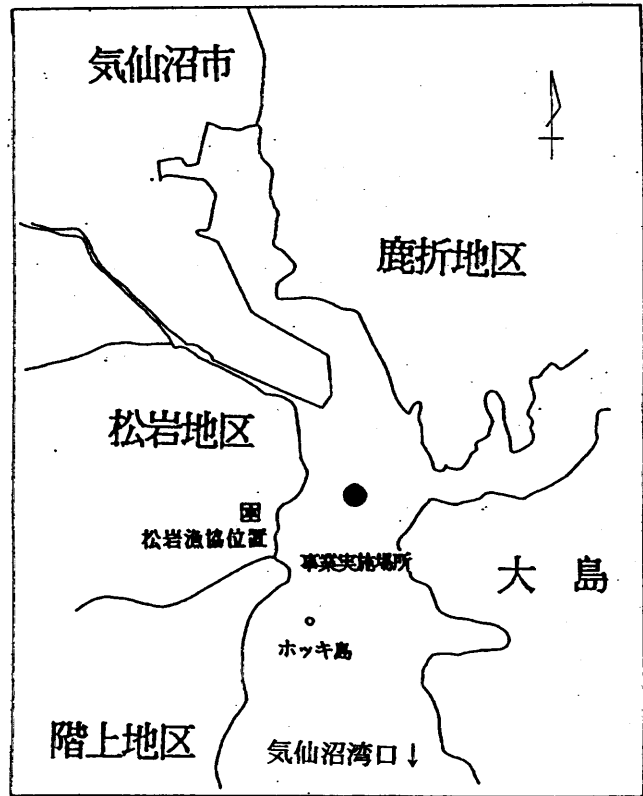 気仙沼市
鹿折地区
松岩地区
松岩漁協位置
事業実施場所
大島
ホッキ島
階上地区
気仙沼湾口↓